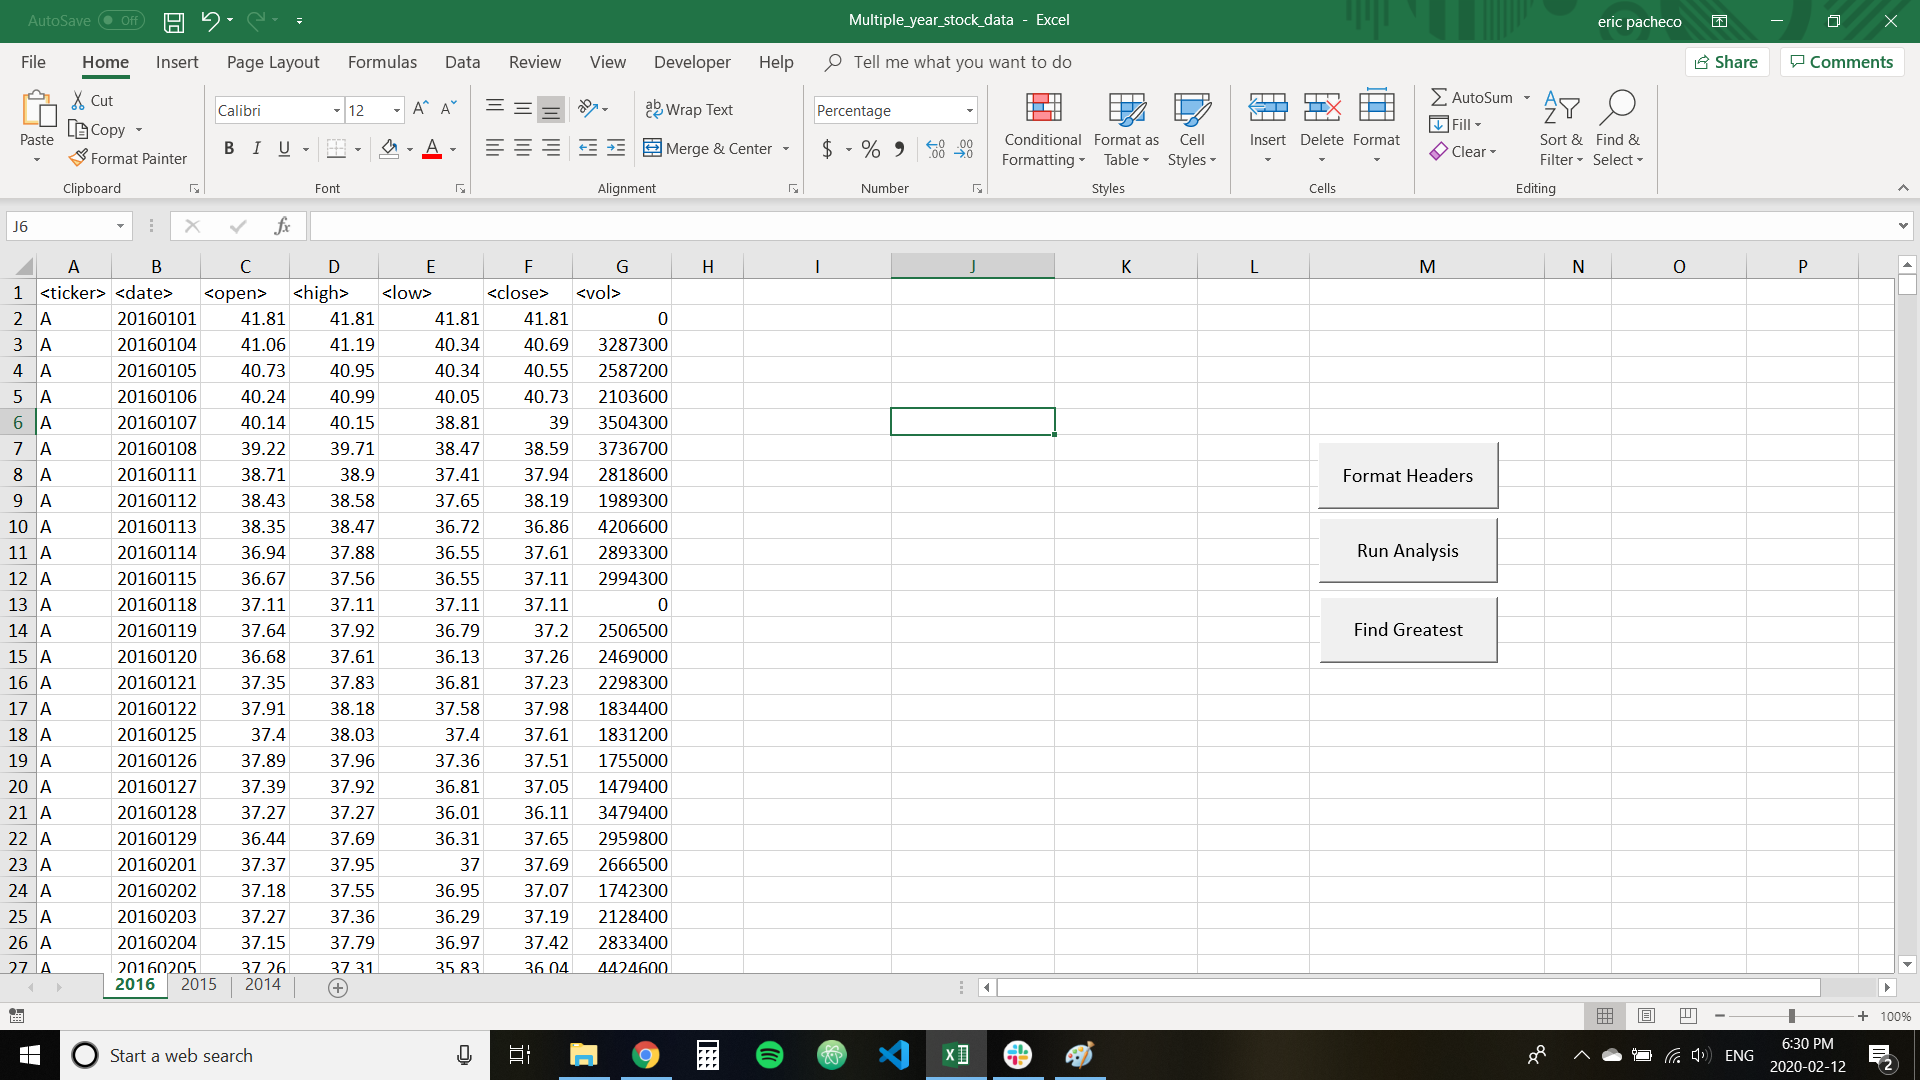 AutoSave Off
Multiple_year_stock_data - Excel
eric pacheco
File Home Insert Page Layout Formulas Data Review View Developer Help Tell me what you want to do Share Comments
Paste Cut Copy Format Painter Clipboard
Calibri 12 B I U A Font
Wrap Text Merge & Center Alignment
Percentage $ % Number
Conditional Formatting Format as Table Cell Styles Styles
Insert Delete Format Cells
AutoSum Fill Clear Sort & Filter Find & Select Editing
J6 fx
A B C D E F G H I J K L M N O P
1 <ticker> <date> <open> <high> <low> <close> <vol>
2 A 20160101 41.81 41.81 41.81 41.81 0
3 A 20160104 41.06 41.19 40.34 40.69 3287300
4 A 20160105 40.73 40.95 40.34 40.55 2587200
5 A 20160106 40.24 40.99 40.05 40.73 2103600
6 A 20160107 40.14 40.15 38.81 39 3504300
7 A 20160108 39.22 39.71 38.47 38.59 3736700
8 A 20160111 38.71 38.9 37.41 37.94 2818600
9 A 20160112 38.43 38.58 37.65 38.19 1989300
10 A 20160113 38.35 38.47 36.72 36.86 4206600
11 A 20160114 36.94 37.88 36.55 37.61 2893300
12 A 20160115 36.67 37.56 36.55 37.11 2994300
13 A 20160118 37.11 37.11 37.11 37.11 0
14 A 20160119 37.64 37.92 36.79 37.2 2506500
15 A 20160120 36.68 37.61 36.13 37.26 2469000
16 A 20160121 37.35 37.83 36.81 37.23 2298300
17 A 20160122 37.91 38.18 37.58 37.98 1834400
18 A 20160125 37.4 38.03 37.4 37.61 1831200
19 A 20160126 37.89 37.96 37.36 37.51 1755000
20 A 20160127 37.39 37.92 36.81 37.05 1479400
21 A 20160128 37.27 37.27 36.01 36.11 3479400
22 A 20160129 36.44 37.69 36.31 37.65 2959800
23 A 20160201 37.37 37.95 37 37.69 2666500
24 A 20160202 37.18 37.55 36.95 37.07 1742300
25 A 20160203 37.27 37.36 36.29 37.19 2128400
26 A 20160204 37.15 37.79 36.97 37.42 2833400
27 A 20160205 37.26 37.31 35.83 36.04 4424600
Format Headers
Run Analysis
Find Greatest
2016 2015 2014
100%
Start a web search
ENG
6:30 PM
2020-02-12
2